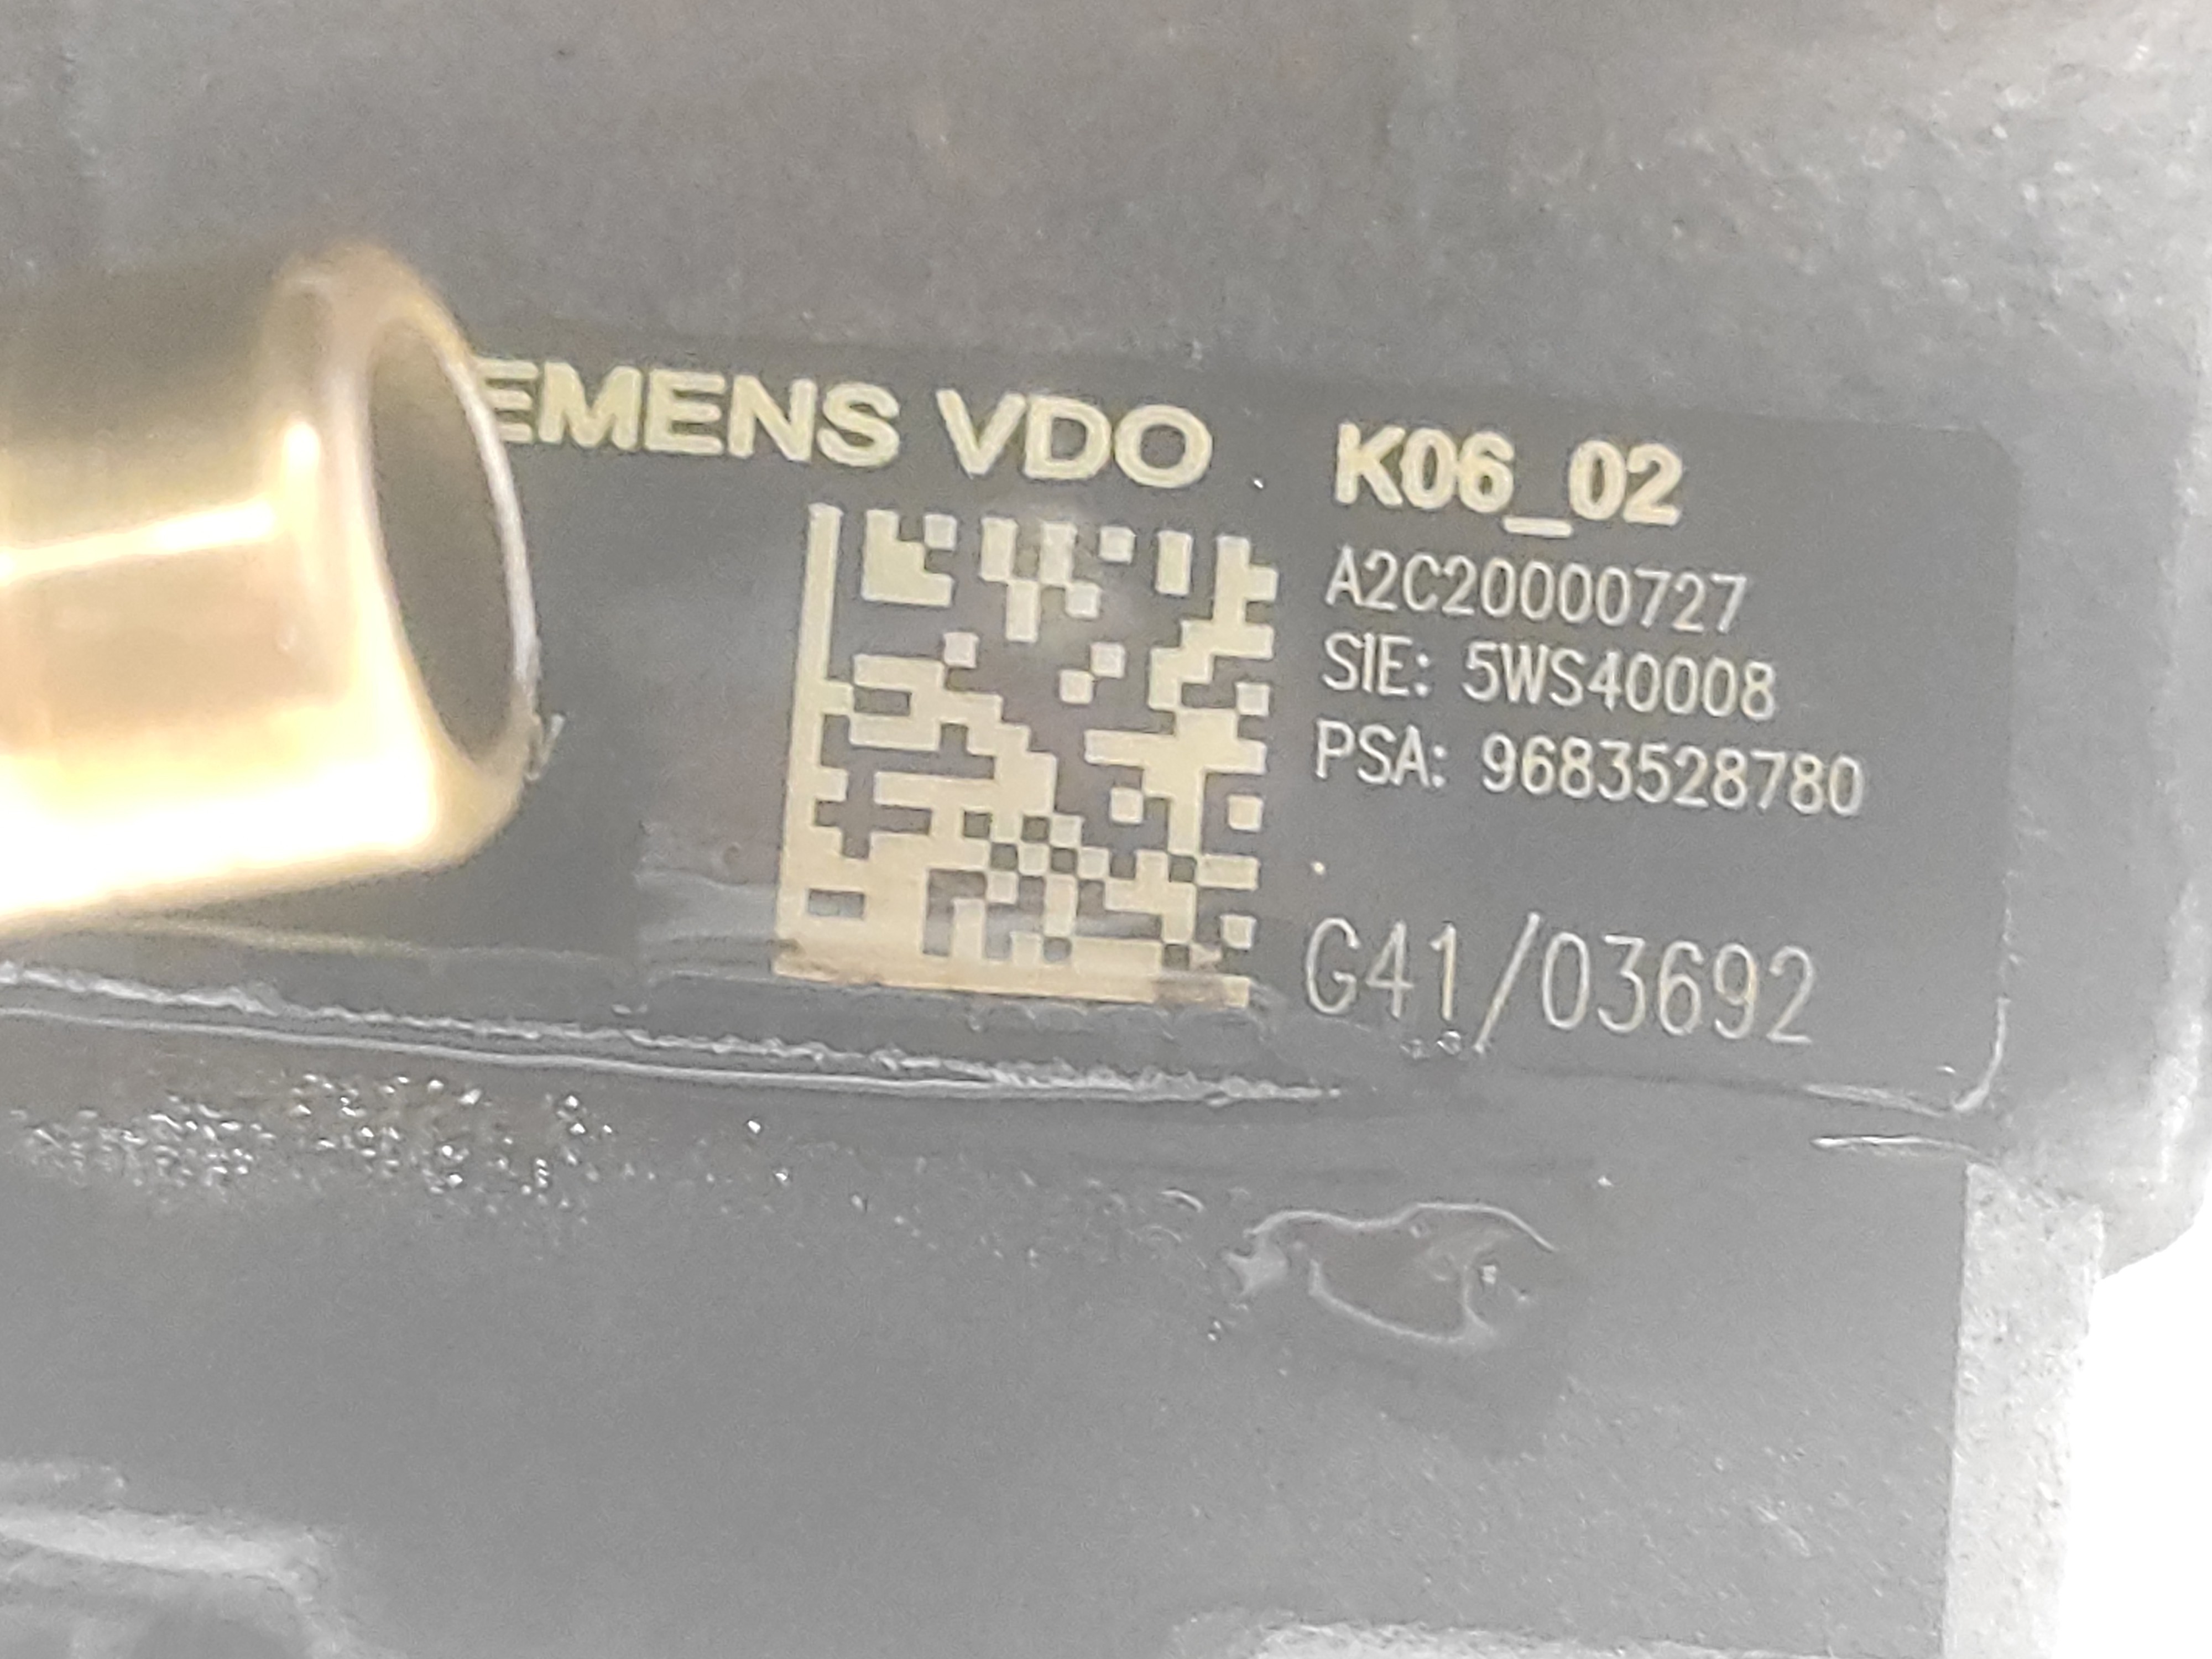 EMENS VDO K06_02
A2C20000727
SIE: 5WS40008
PSA: 9683528780
G41/03692